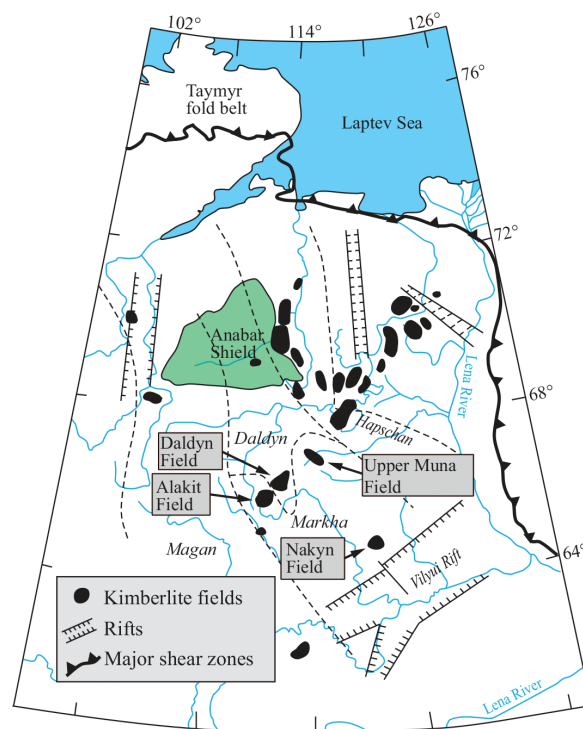 102°
114°
126°
76°
Taymyr
fold belt
Laptev Sea
72°
Anabar
Shield
Lena River
68°
Hapschan
Daldyn
Daldyn
Field
Upper Muna
Field
Alakit
Field
Markha
Magan
Nakyn
Field
64°
Vilyui Rift
Kimberlite fields
Rifts
Major shear zones
Lena River